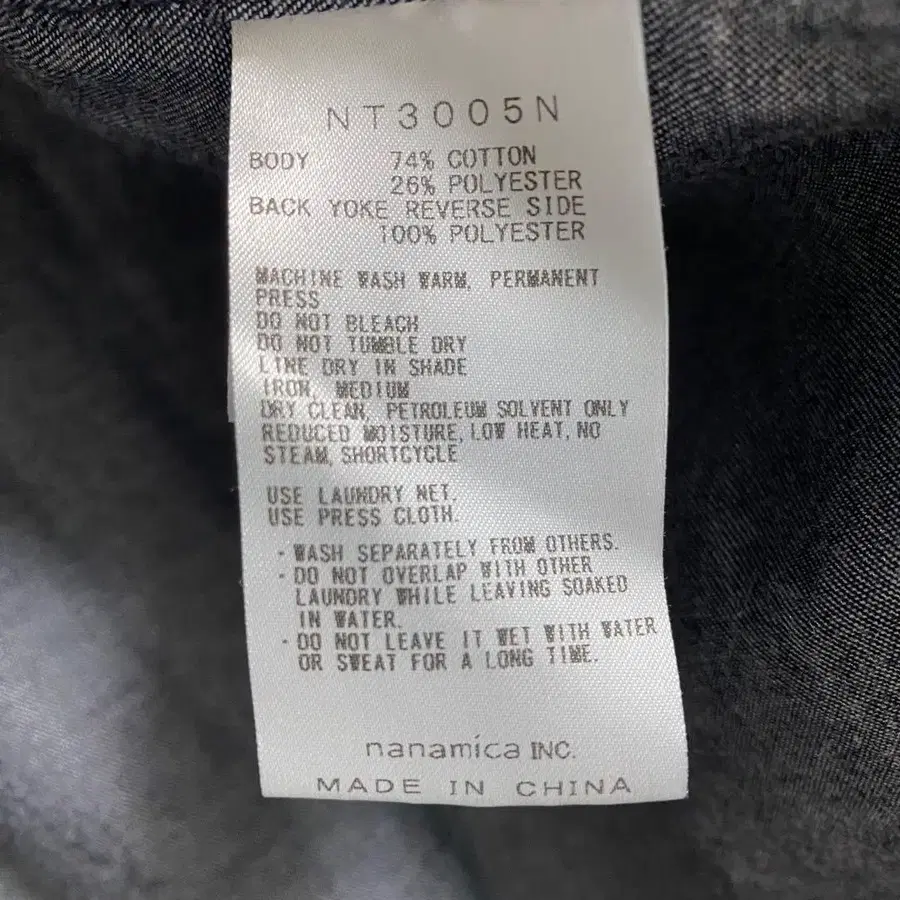 NT3005N
BODY 74% COTTON
26% POLYESTER
BACK YOKE REVERSE SIDE
100% POLYESTER
MACHINE WASH WARM, PERMANENT
PRESS
DO NOT BLEACH
DO NOT TUMBLE DRY
LINE DRY IN SHADE
IRON, MEDIUM
DRY CLEAN, PETROLEUM SOLVENT ONLY
REDUCED MOISTURE, LOW HEAT, NO
STEAM, SHORTCYCLE
USE LAUNDRY NET.
USE PRESS CLOTH.
・WASH SEPARATELY FROM OTHERS.
・DO NOT OVERLAP WITH OTHER
LAUNDRY WHILE LEAVING SOAKED
IN WATER.
・DO NOT LEAVE IT WET WITH WATER
OR SWEAT FOR A LONG TIME.
nanamica INC.
MADE IN CHINA